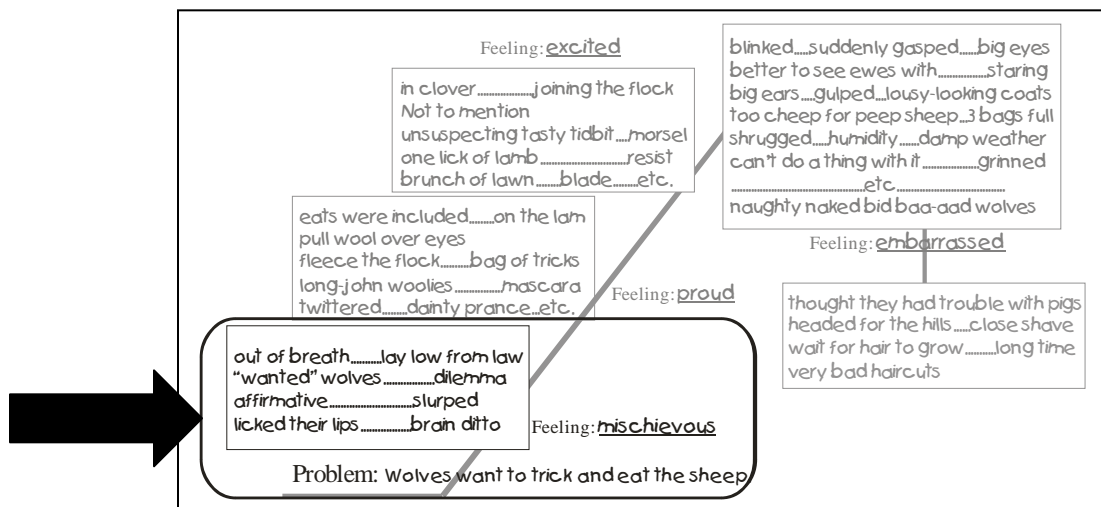 Feeling: excited
in clover.................joining the flock
Not to mention
unsuspecting tasty tidbit....morsel
one lick of lamb..........................resist
brunch of lawn.......blade......etc.
blinked.....suddenly gasped.....big eyes
better to see ewes with................staring
big ears....gulped...lousy-looking coats
too cheep for peep sheep...3 bags full
shrugged.....humidity.....damp weather
can't do a thing with it..................grinned
........................................etc................................
naughty naked bid baa-aad wolves
Feeling: embarrassed
eats were included.........on the lam
pull wool over eyes
fleece the flock..........bag of tricks
long-john woolies...............mascara
twittered........dainty prance...etc.
Feeling: proud
thought they had trouble with pigs
headed for the hills.....close shave
wait for hair to grow..........long time
very bad haircuts
out of breath..........lay low from law
"wanted" wolves................dilemma
affirmative..........................slurped
licked their lips................brain ditto
Feeling: mischievous
Problem: Wolves want to trick and eat the sheep